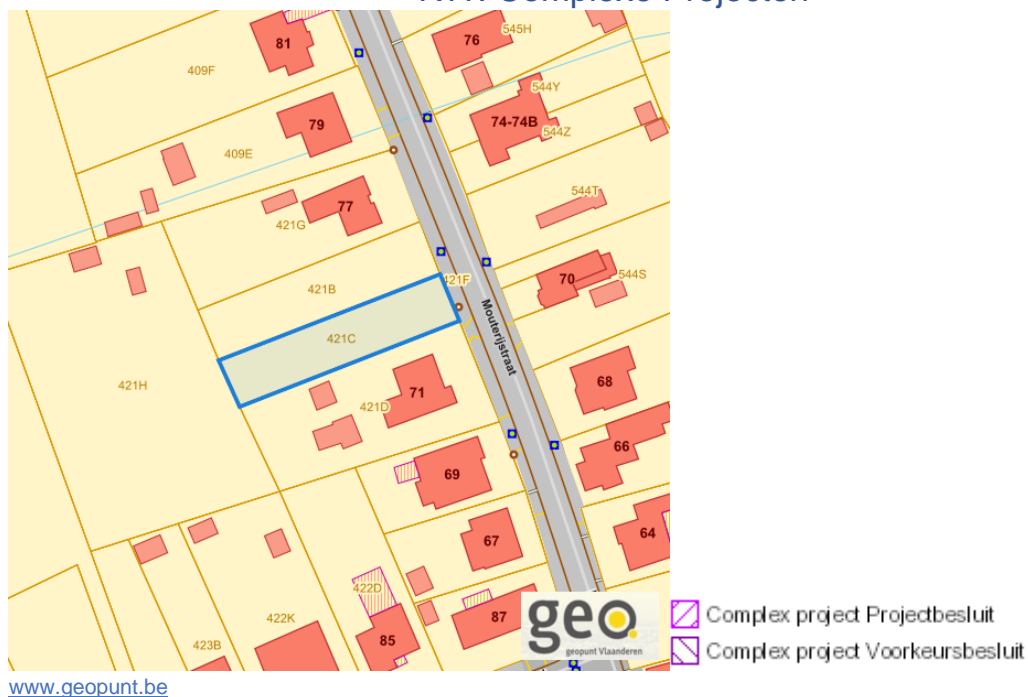 81
76
545H
409F
544Y
79
74-74B
544Z
409E
77
544T
421G
421B
421F
70
544S
Mouterijstraat
421C
421H
68
71
421D
66
69
64
67
422D
87
422K
85
423B
geo
geopunt Vlaanderen
Complex project Projectbesluit
Complex project Voorkeursbesluit
www.geopunt.be